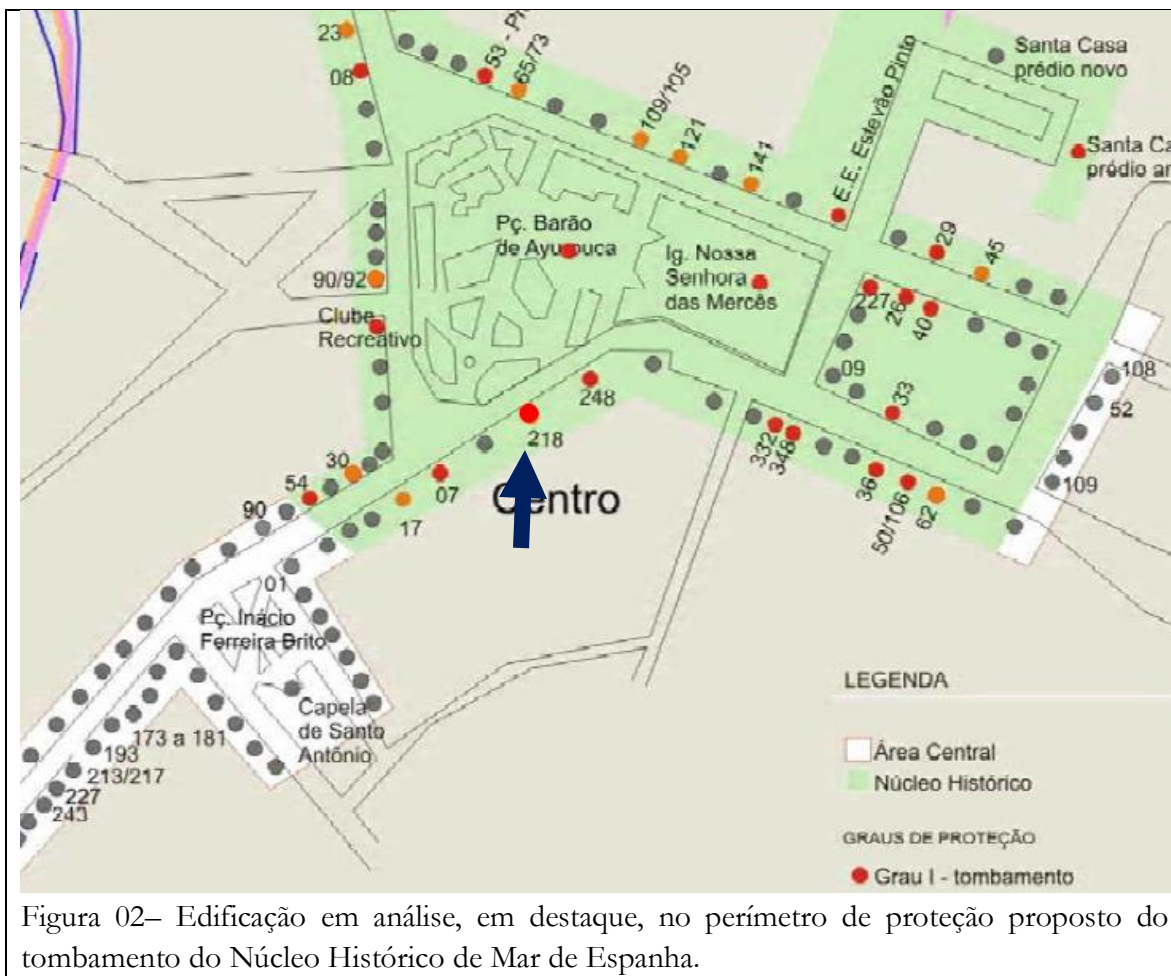 23
08
53 - Pr
65/73
109/105
121
141
E.E. Estevão Pinto
Santa Casa
prédio novo
Santa Ca
prédio an
Pç. Barão
de Ayuruoca
Ig. Nossa
Senhora
das Mercês
90/92
Clube
Recreativo
29
45
227
26
40
09
33
108
52
109
248
218
332
348
36
50/106
62
30
54
90
07
17
Centro
01
Pç. Inácio
Ferreira Brito
Capela
de Santo
Antônio
173 a 181
193
213/217
227
243
LEGENDA
Área Central
Núcleo Histórico
GRAUS DE PROTEÇÃO
Grau I - tombamento
Figura 02– Edificação em análise, em destaque, no perímetro de proteção proposto do
tombamento do Núcleo Histórico de Mar de Espanha.